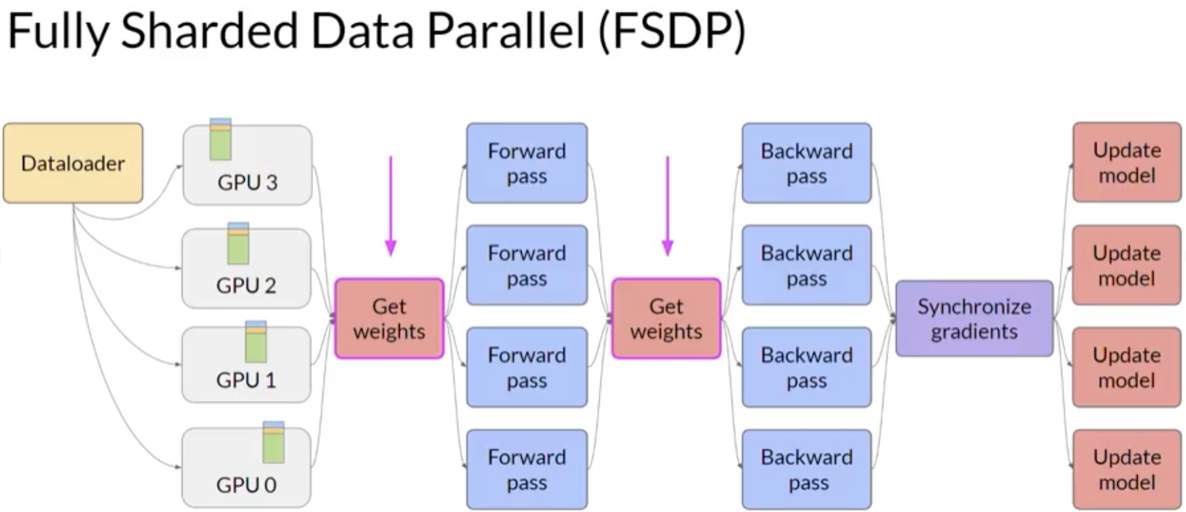 Fully Sharded Data Parallel (FSDP)
Dataloader
GPU 3
GPU 2
GPU 1
GPU 0
Get
weights
Forward
pass
Forward
pass
Forward
pass
Forward
pass
Get
weights
Backward
pass
Backward
pass
Backward
pass
Backward
pass
Synchronize
gradients
Update
model
Update
model
Update
model
Update
model